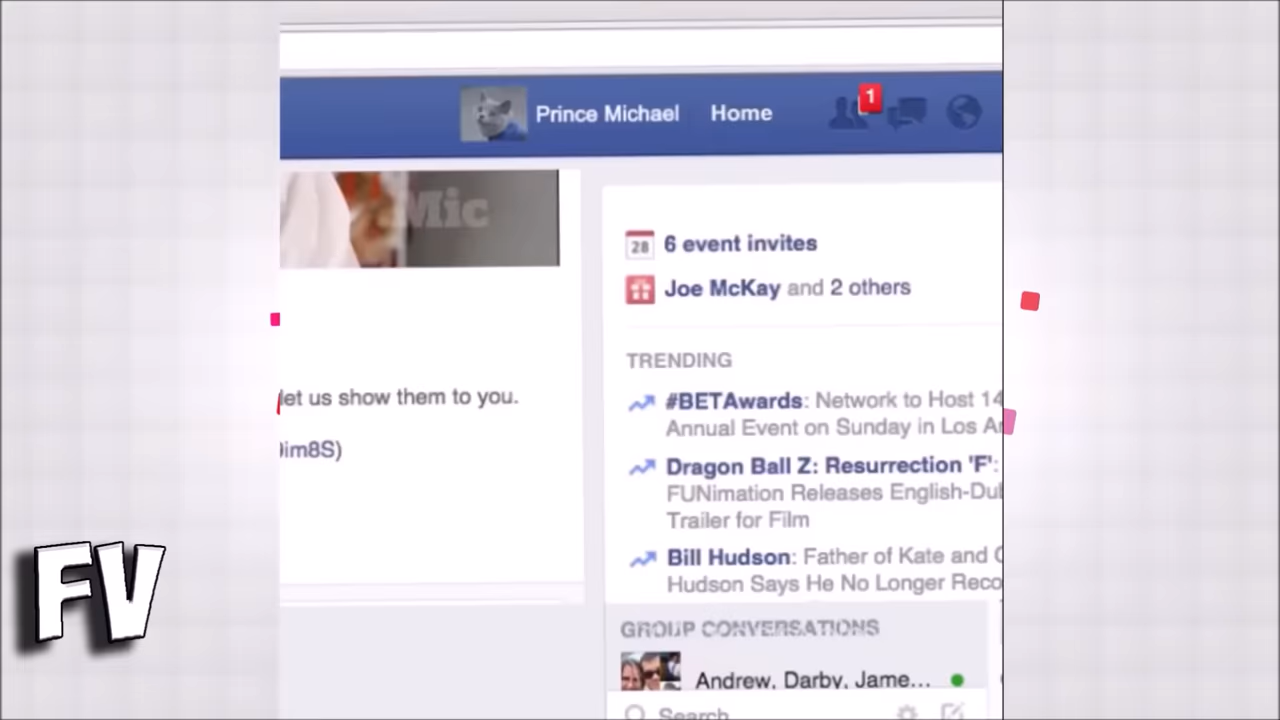 Prince Michael Home 1
Mic
28 6 event invites
Joe McKay and 2 others
TRENDING
let us show them to you.
#BETAwards: Network to Host 14
Annual Event on Sunday in Los
im8S)
Dragon Ball Z: Resurrection 'F':
FUNimation Releases English-Dub
Trailer for Film
Bill Hudson: Father of Kate and
Hudson Says He No Longer
GROUP CONVERSATIONS
Andrew, Darby, Jame...
Search
FV